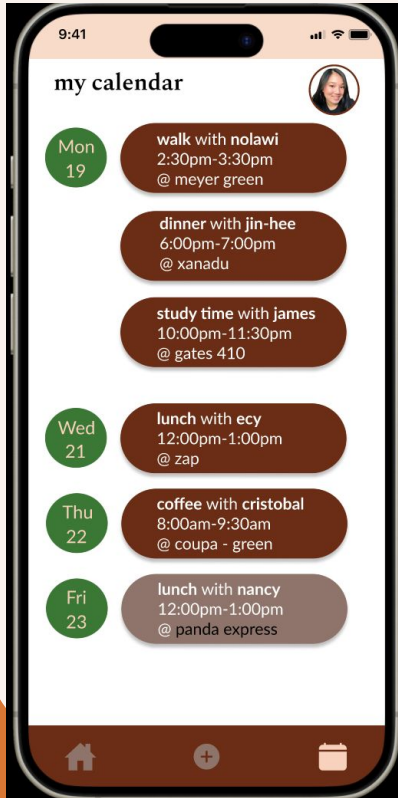 9:41
my calendar
Mon
19
walk with nolawi
2:30pm-3:30pm
@ meyer green
dinner with jin-hee
6:00pm-7:00pm
@ xanadu
study time with james
10:00pm-11:30pm
@ gates 410
Wed
21
lunch with ecy
12:00pm-1:00pm
@ zap
Thu
22
coffee with cristobal
8:00am-9:30am
@ coupa - green
Fri
23
lunch with nancy
12:00pm-1:00pm
@ panda express